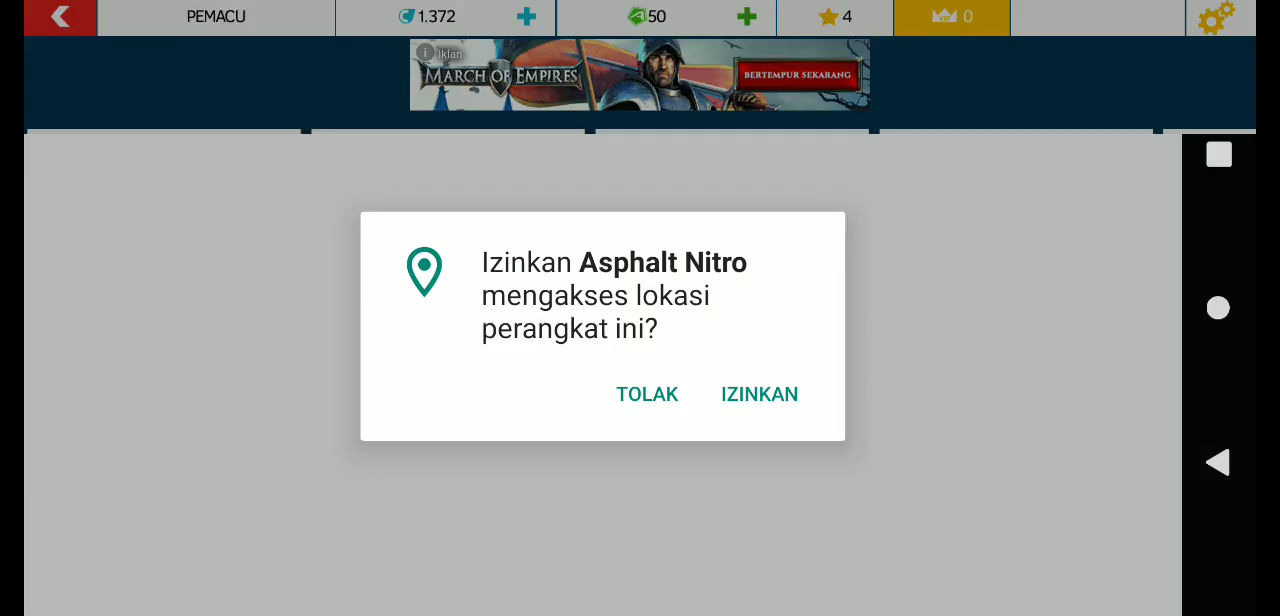 PEMACU
1.372
50
4
VIP 0
i Iklan
MARCH OF EMPIRES
BERTEMPUR SEKARANG
Izinkan Asphalt Nitro
mengakses lokasi
perangkat ini?
TOLAK
IZINKAN